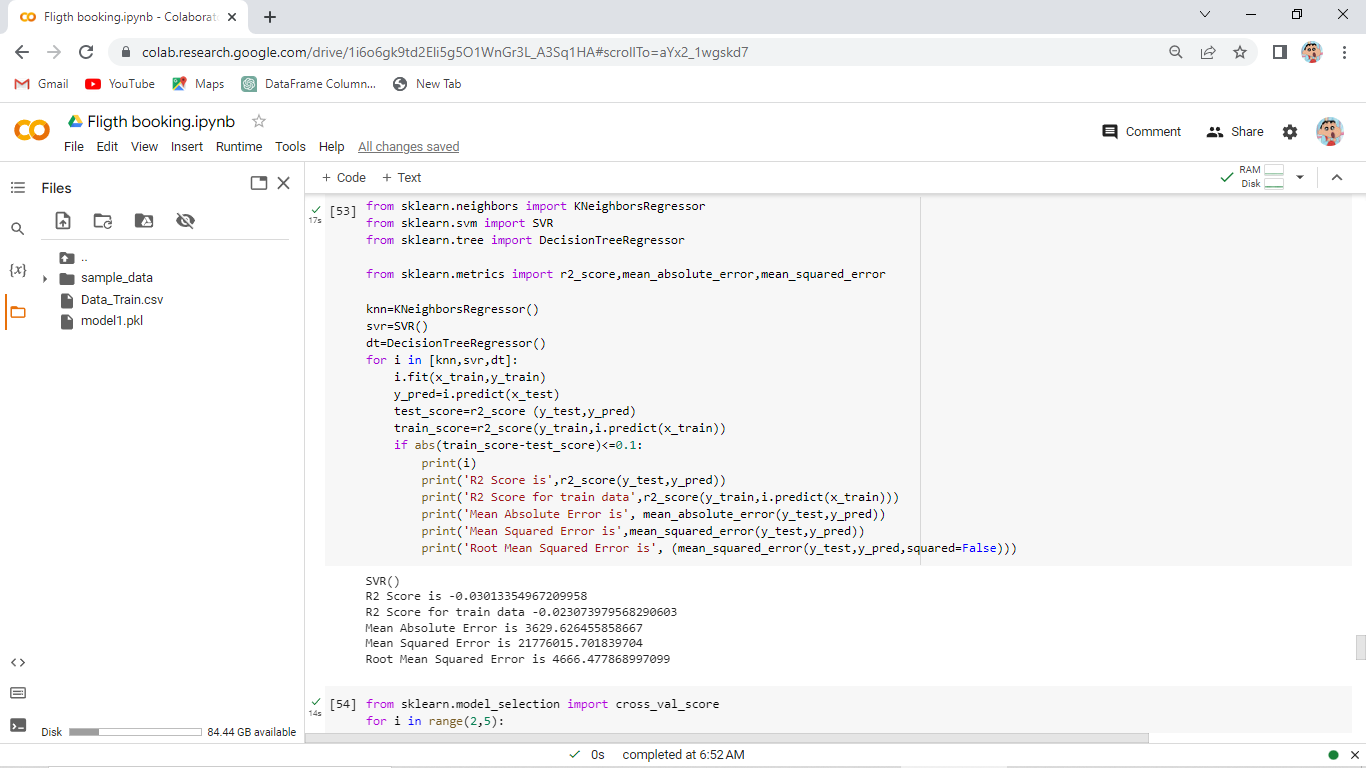 Fligth booking.ipynb - Colaborat
colab.research.google.com/drive/1i6o6gk9td2Eli5g5O1WnGr3L_A3Sq1HA#scrollTo=aYx2_1wgskd7
Gmail YouTube Maps DataFrame Column... New Tab
Fligth booking.ipynb
Comment Share
File Edit View Insert Runtime Tools Help All changes saved
Files
+ Code + Text
RAM
Disk
..
sample_data
Data_Train.csv
model1.pkl
{x}
<>
Disk 84.44 GB available
[53]
17s
from sklearn.neighbors import KNeighborsRegressor
from sklearn.svm import SVR
from sklearn.tree import DecisionTreeRegressor
from sklearn.metrics import r2_score,mean_absolute_error,mean_squared_error
knn=KNeighborsRegressor()
svr=SVR()
dt=DecisionTreeRegressor()
for i in [knn,svr,dt]:
    i.fit(x_train,y_train)
    y_pred=i.predict(x_test)
    test_score=r2_score (y_test,y_pred)
    train_score=r2_score(y_train,i.predict(x_train))
    if abs(train_score-test_score)<=0.1:
        print(i)
        print('R2 Score is',r2_score(y_test,y_pred))
        print('R2 Score for train data',r2_score(y_train,i.predict(x_train)))
        print('Mean Absolute Error is', mean_absolute_error(y_test,y_pred))
        print('Mean Squared Error is',mean_squared_error(y_test,y_pred))
        print('Root Mean Squared Error is', (mean_squared_error(y_test,y_pred,squared=False)))
SVR()
R2 Score is -0.03013354967209958
R2 Score for train data -0.023073979568290603
Mean Absolute Error is 3629.626455858667
Mean Squared Error is 21776015.701839704
Root Mean Squared Error is 4666.477868997099
[54]
14s
from sklearn.model_selection import cross_val_score
for i in range(2,5):
0s completed at 6:52 AM